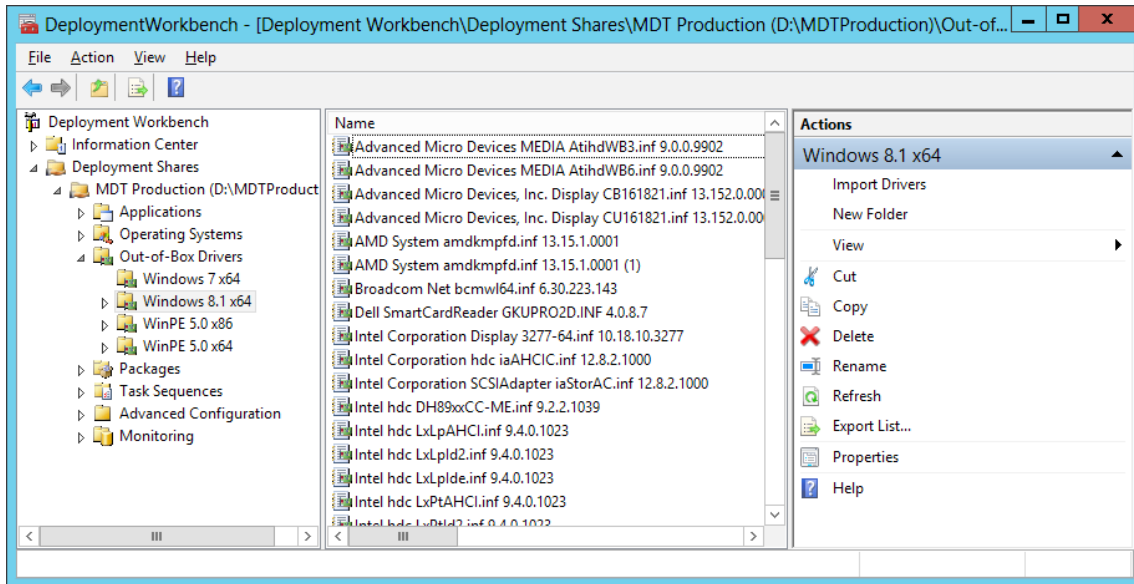 DeploymentWorkbench - [Deployment Workbench\Deployment Shares\MDT Production (D:\MDTProduction)\Out-of...
File Action View Help
Deployment Workbench
Information Center
Deployment Shares
MDT Production (D:\MDTProduct
Applications
Operating Systems
Out-of-Box Drivers
Windows 7 x64
Windows 8.1 x64
WinPE 5.0 x86
WinPE 5.0 x64
Packages
Task Sequences
Advanced Configuration
Monitoring
Name
Advanced Micro Devices MEDIA AtihdWB3.inf 9.0.0.9902
Advanced Micro Devices MEDIA AtihdWB6.inf 9.0.0.9902
Advanced Micro Devices, Inc. Display CB161821.inf 13.152.0.00
Advanced Micro Devices, Inc. Display CU161821.inf 13.152.0.00
AMD System amdkmpfd.inf 13.15.1.0001
AMD System amdkmpfd.inf 13.15.1.0001 (1)
Broadcom Net bcmwl64.inf 6.30.223.143
Dell SmartCardReader GKUPRO2D.INF 4.0.8.7
Intel Corporation Display 3277-64.inf 10.18.10.3277
Intel Corporation hdc iaAHCIC.inf 12.8.2.1000
Intel Corporation SCSIAdapter iaStorAC.inf 12.8.2.1000
Intel hdc DH89xxCC-ME.inf 9.2.2.1039
Intel hdc LxLpAHCI.inf 9.4.0.1023
Intel hdc LxLpId2.inf 9.4.0.1023
Intel hdc LxLpIde.inf 9.4.0.1023
Intel hdc LxPtAHCI.inf 9.4.0.1023
Intel hdc LxPtId2.inf 9.4.0.1023
Actions
Windows 8.1 x64
Import Drivers
New Folder
View
Cut
Copy
Delete
Rename
Refresh
Export List...
Properties
Help